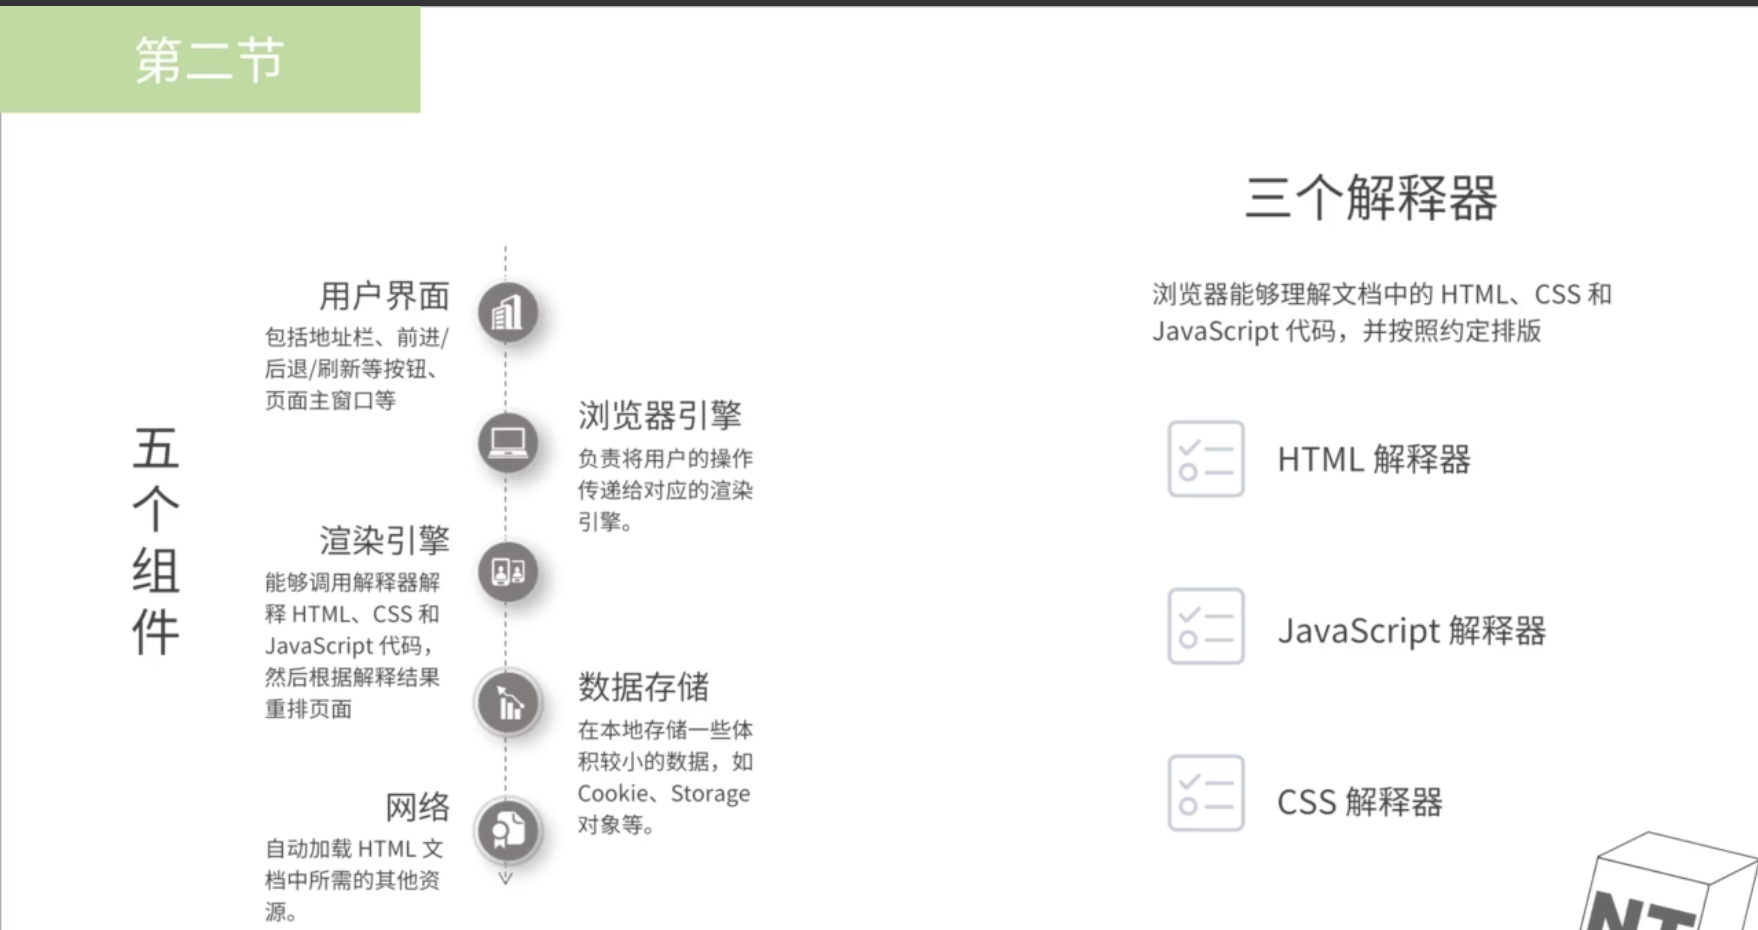 第二节
五个组件
用户界面
包括地址栏、前进/
后退/刷新等按钮、
页面主窗口等
浏览器引擎
负责将用户的操作
传递给对应的渲染
引擎。
渲染引擎
能够调用解释器解
释 HTML、CSS 和
JavaScript 代码，
然后根据解释结果
重排页面
数据存储
在本地存储一些体
积较小的数据，如
Cookie、Storage
对象等。
网络
自动加载 HTML 文
档中所需的其他资
源。
三个解释器
浏览器能够理解文档中的 HTML、CSS 和
JavaScript 代码，并按照约定排版
HTML 解释器
JavaScript 解释器
CSS 解释器
NT